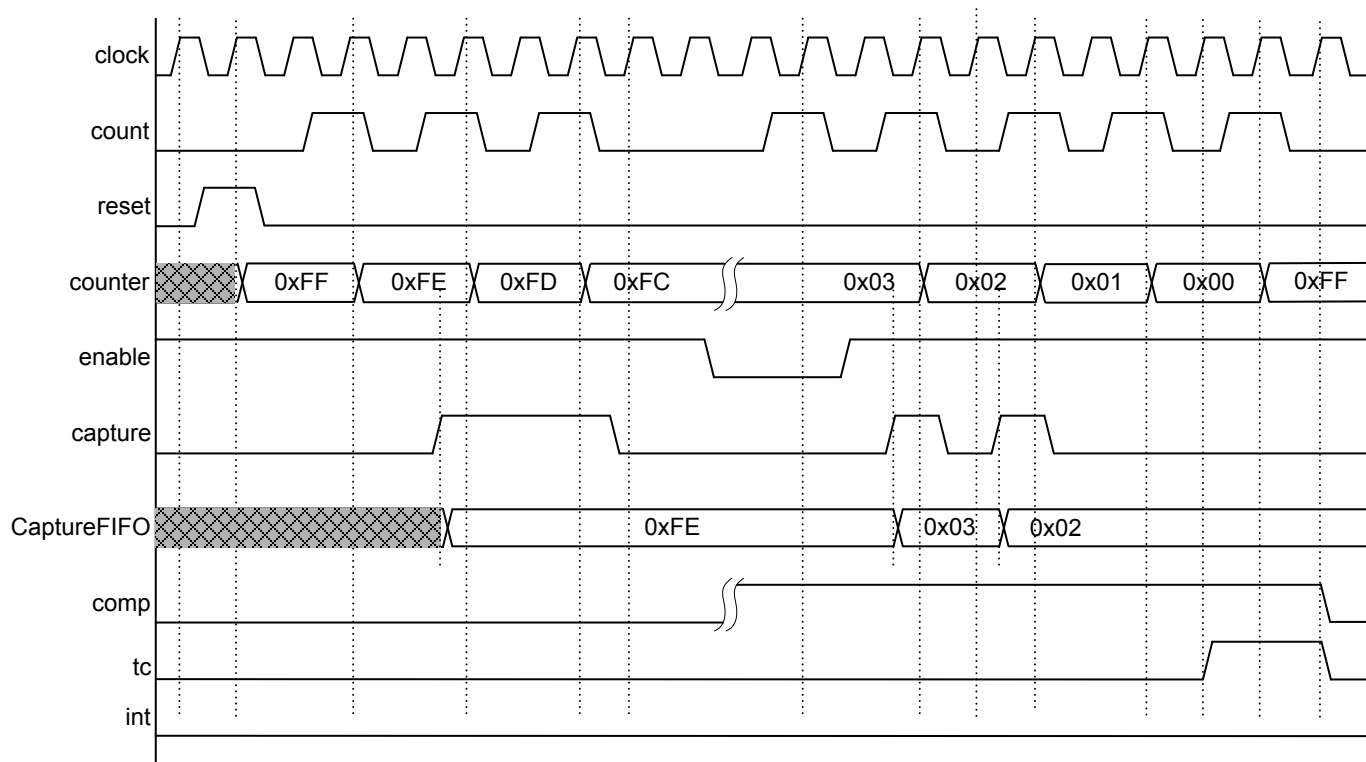 clock
count
reset
counter 0xFF 0xFE 0xFD 0xFC 0x03 0x02 0x01 0x00 0xFF
enable
capture
CaptureFIFO 0xFE 0x03 0x02
comp
tc
int